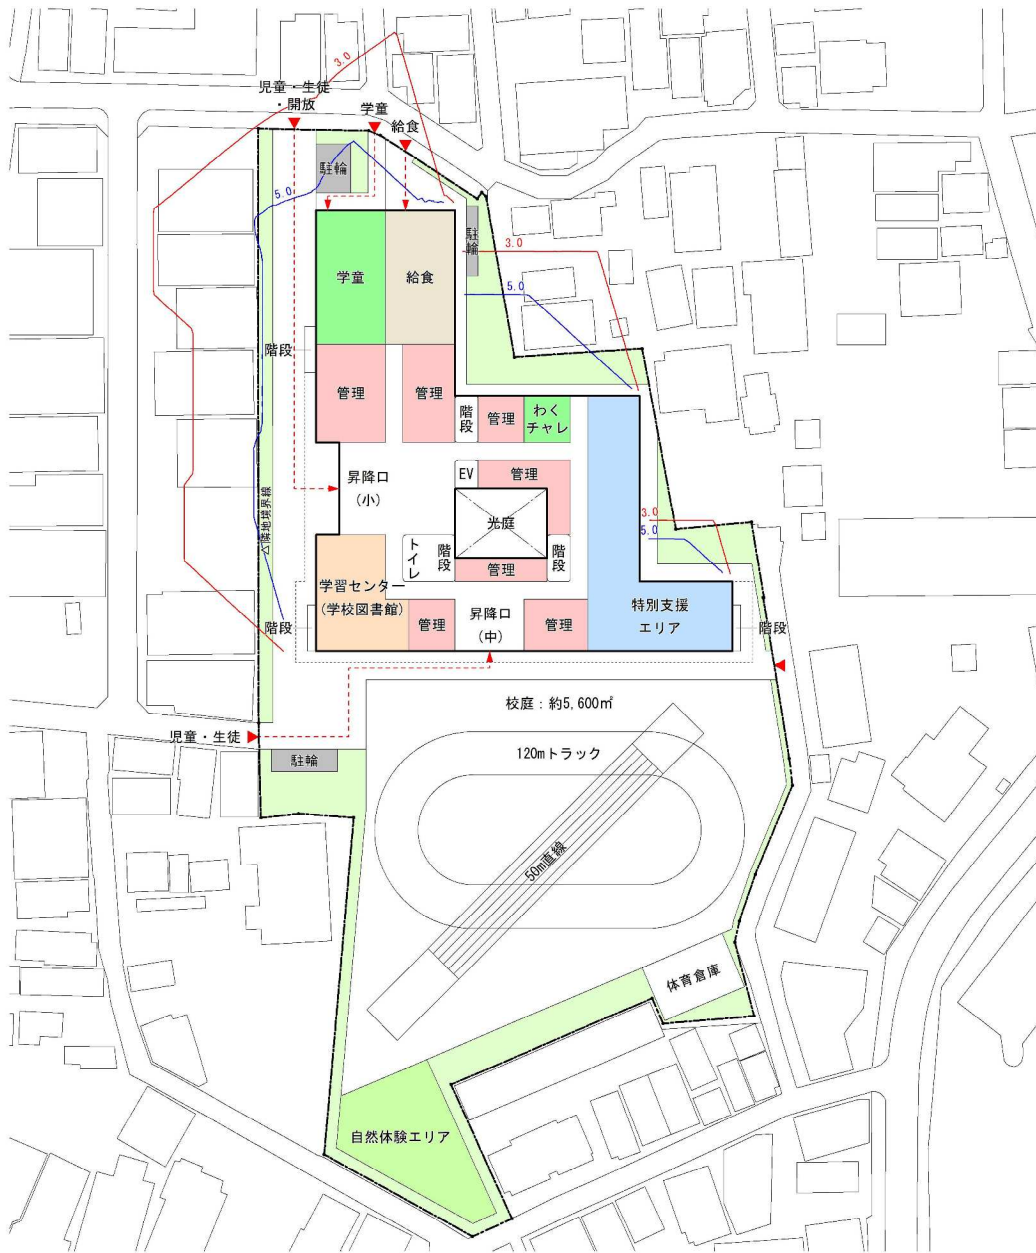 3.0
児童・生徒
・開放
学童
給食
駐輪
5.0
駐輪
3.0
学童
給食
5.0
階段
管理
管理
階段
管理
わく
チャレ
昇降口
(小)
EV
管理
光庭
3.0
5.0
△隣地境界線
トイレ
階段
階段
管理
学習センター
(学校図書館)
管理
昇降口
(中)
管理
特別支援
エリア
階段
階段
校庭：約5,600㎡
児童・生徒
120mトラック
駐輪
50m直線
体育倉庫
自然体験エリア